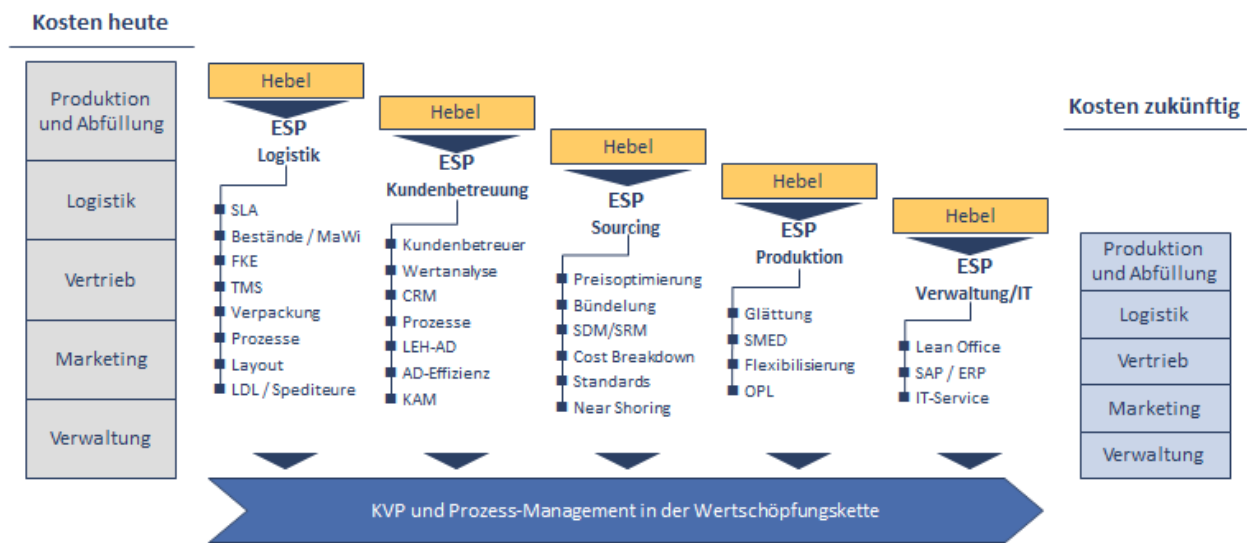 Kosten heute
Produktion
und Abfüllung
Logistik
Vertrieb
Marketing
Verwaltung
Hebel
ESP
Logistik
SLA
Bestände / MaWi
FKE
TMS
Verpackung
Prozesse
Layout
LDL / Spediteure
Hebel
ESP
Kundenbetreuung
Kundenbetreuer
Wertanalyse
CRM
Prozesse
LEH-AD
AD-Effizienz
KAM
Hebel
ESP
Sourcing
Preisoptimierung
Bündelung
SDM/SRM
Cost Breakdown
Standards
Near Shoring
Hebel
ESP
Produktion
Glättung
SMED
Flexibilisierung
OPL
Hebel
ESP
Verwaltung/IT
Lean Office
SAP / ERP
IT-Service
Kosten zukünftig
Produktion
und Abfüllung
Logistik
Vertrieb
Marketing
Verwaltung
KVP und Prozess-Management in der Wertschöpfungskette